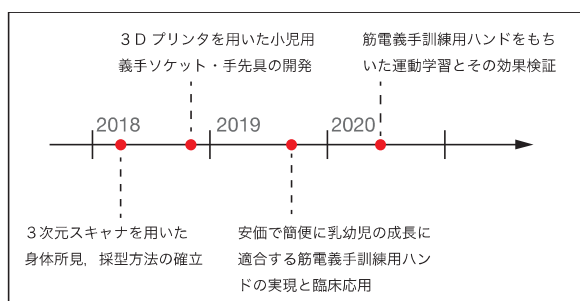 ３Ｄプリンタを用いた小児用
義手ソケット・手先具の開発
筋電義手訓練用ハンドをもち
いた運動学習とその効果検証
2018
2019
2020
３次元スキャナを用いた
身体所見，採型方法の確立
安価で簡便に乳幼児の成長に
適合する筋電義手訓練用ハン
ドの実現と臨床応用